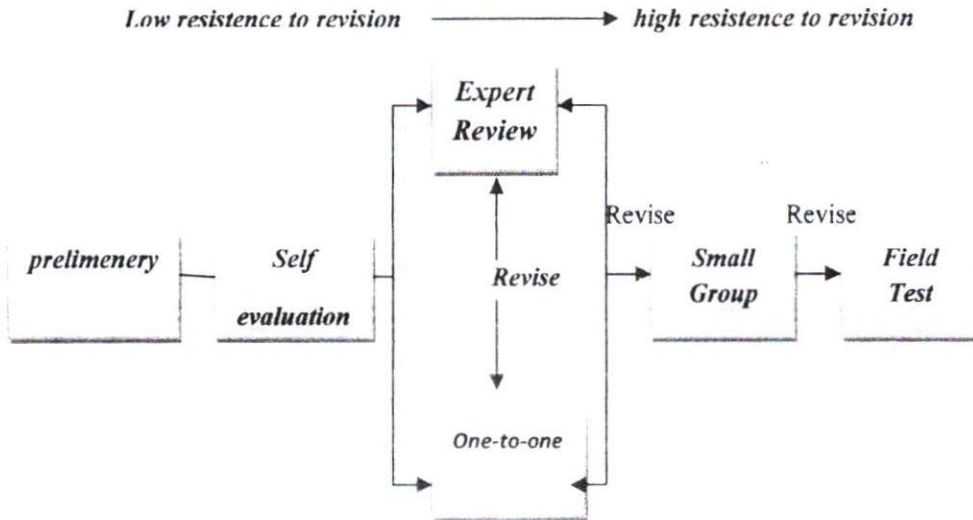 Low resistence to revision
high resistence to revision
Expert
Review
Revise
Revise
prelimenery
Self
evaluation
Revise
Small
Group
Field
Test
One-to-one